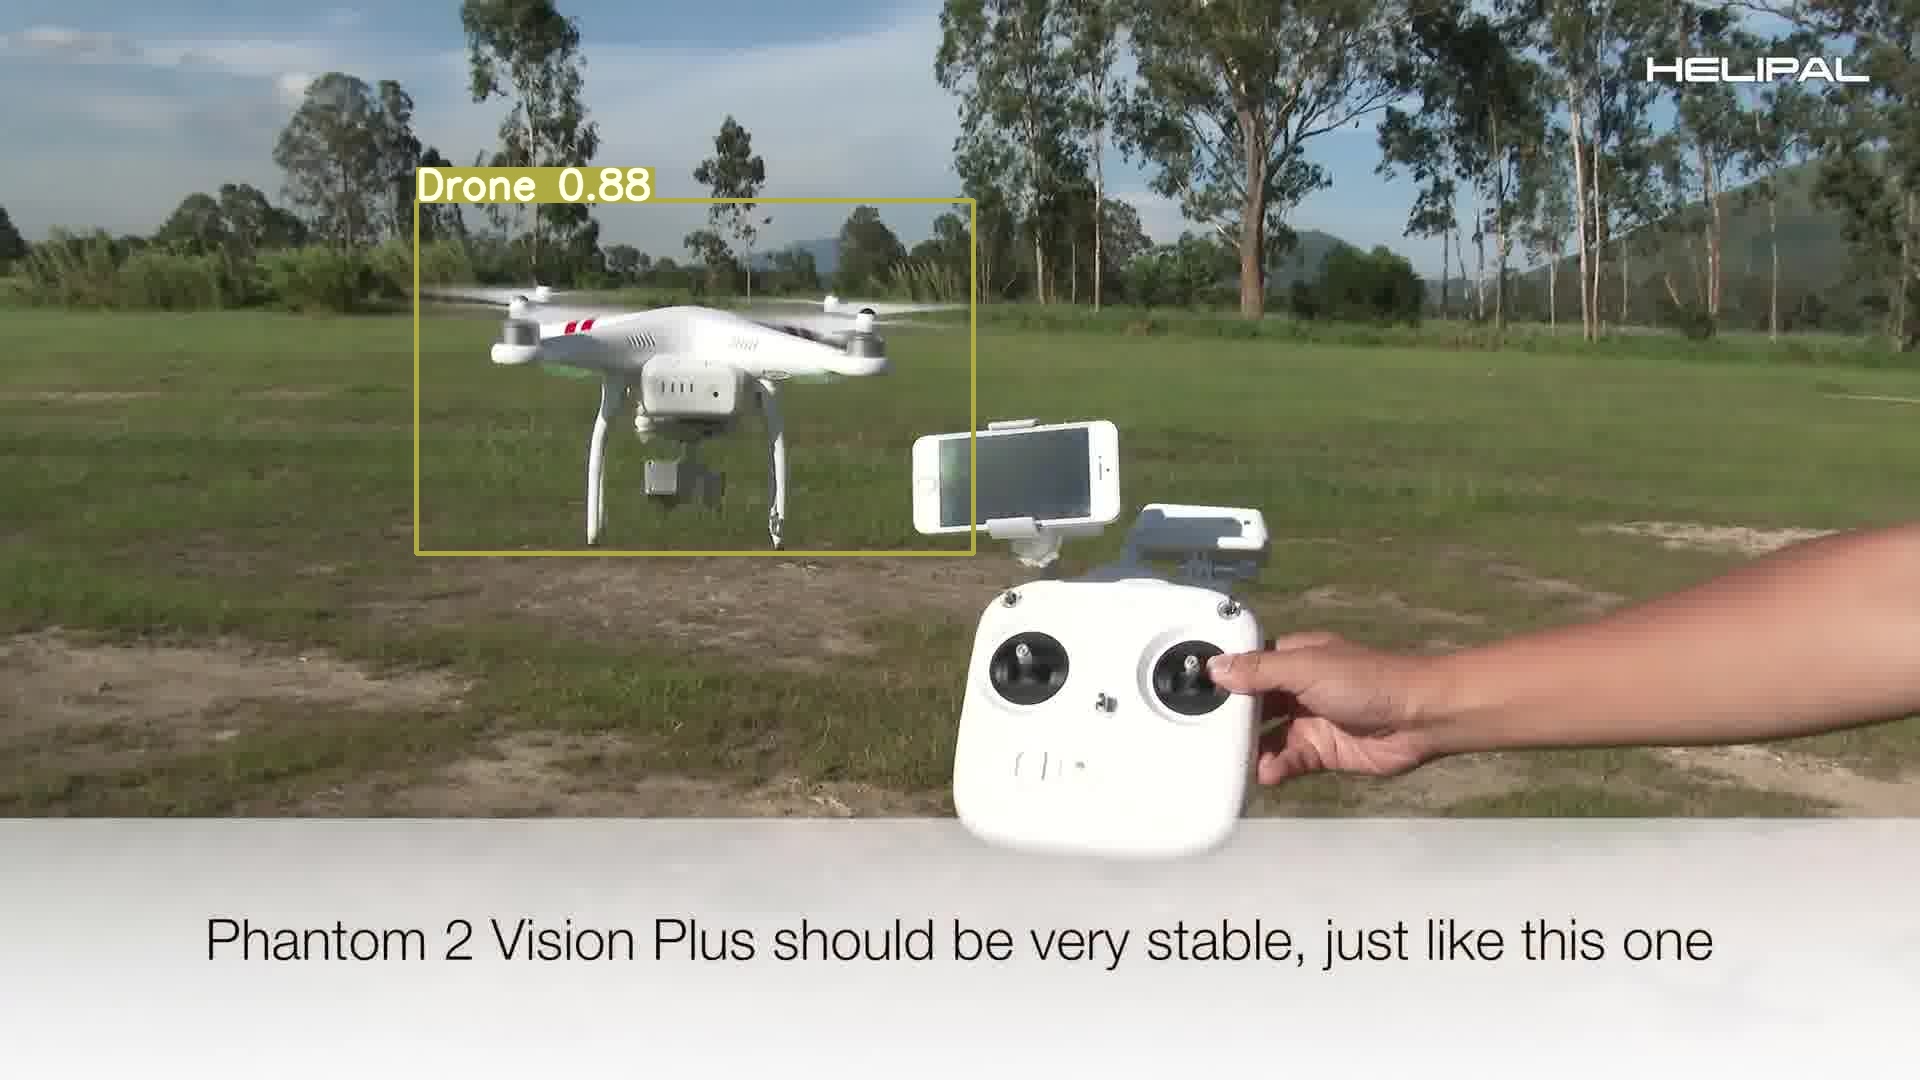 HELIPAL
Drone 0.88
Phantom 2 Vision Plus should be very stable, just like this one